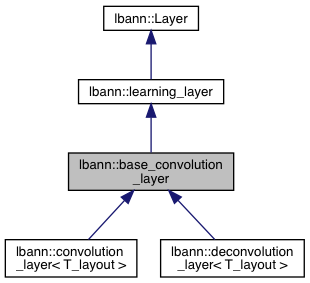 lbann::Layer
lbann::learning_layer
lbann::base_convolution
_layer
lbann::convolution
_layer< T_layout >
lbann::deconvolution
_layer< T_layout >